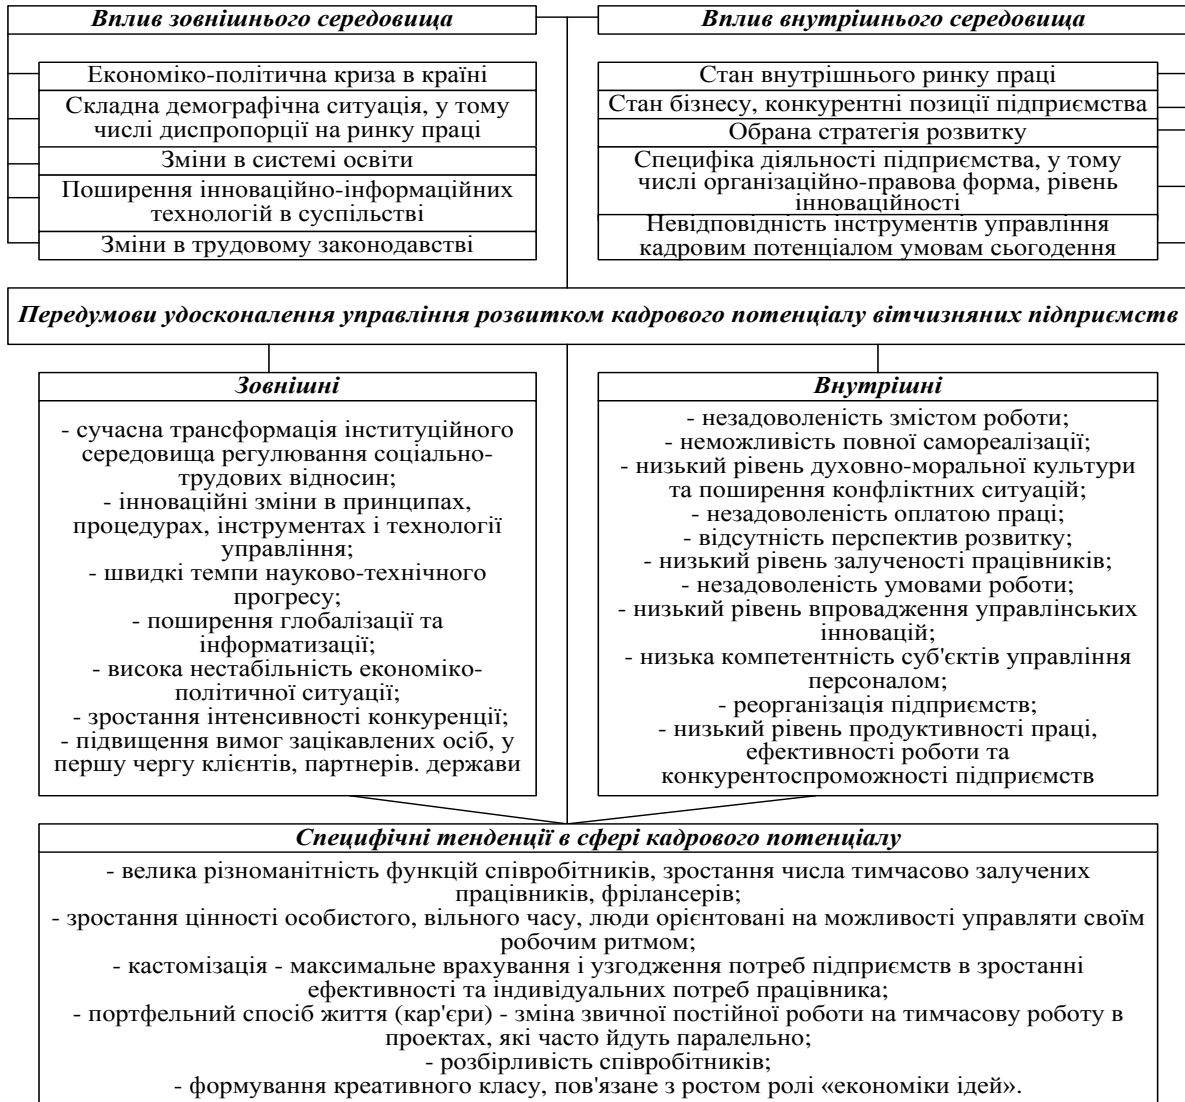 Вплив зовнішнього середовища
Економіко-політична криза в країні
Складна демографічна ситуація, у тому
числі диспропорції на ринку праці
Зміни в системі освіти
Поширення інноваційно-інформаційних
технологій в суспільстві
Зміни в трудовому законодавстві
Вплив внутрішнього середовища
Стан внутрішнього ринку праці
Стан бізнесу, конкурентні позиції підприємства
Обрана стратегія розвитку
Специфіка діяльності підприємства, у тому
числі організаційно-правова форма, рівень
інноваційності
Невідповідність інструментів управління
кадровим потенціалом умовам сьогодення
Передумови удосконалення управління розвитком кадрового потенціалу вітчизняних підприємств
Зовнішні
- сучасна трансформація інституційного
середовища регулювання соціально-
трудових відносин;
- інноваційні зміни в принципах,
процедурах, інструментах і технології
управління;
- швидкі темпи науково-технічного
прогресу;
- поширення глобалізації та
інформатизації;
- висока нестабільність економіко-
політичної ситуації;
- зростання інтенсивності конкуренції;
- підвищення вимог зацікавлених осіб, у
першу чергу клієнтів, партнерів. держави
Внутрішні
- незадоволеність змістом роботи;
- неможливість повної самореалізації;
- низький рівень духовно-моральної культури
та поширення конфліктних ситуацій;
- незадоволеність оплатою праці;
- відсутність перспектив розвитку;
- низький рівень залученості працівників;
- незадоволеність умовами роботи;
- низький рівень впровадження управлінських
інновацій;
- низька компетентність суб'єктів управління
персоналом;
- реорганізація підприємств;
- низький рівень продуктивності праці,
ефективності роботи та
конкурентоспроможності підприємств
Специфічні тенденції в сфері кадрового потенціалу
- велика різноманітність функцій співробітників, зростання числа тимчасово залучених
працівників, фрілансерів;
- зростання цінності особистого, вільного часу, люди орієнтовані на можливості управляти своїм
робочим ритмом;
- кастомізація - максимальне врахування і узгодження потреб підприємств в зростанні
ефективності та індивідуальних потреб працівника;
- портфельний спосіб життя (кар'єри) - зміна звичної постійної роботи на тимчасову роботу в
проектах, які часто йдуть паралельно;
- розбірливість співробітників;
- формування креативного класу, пов'язане з ростом ролі «економіки ідей».